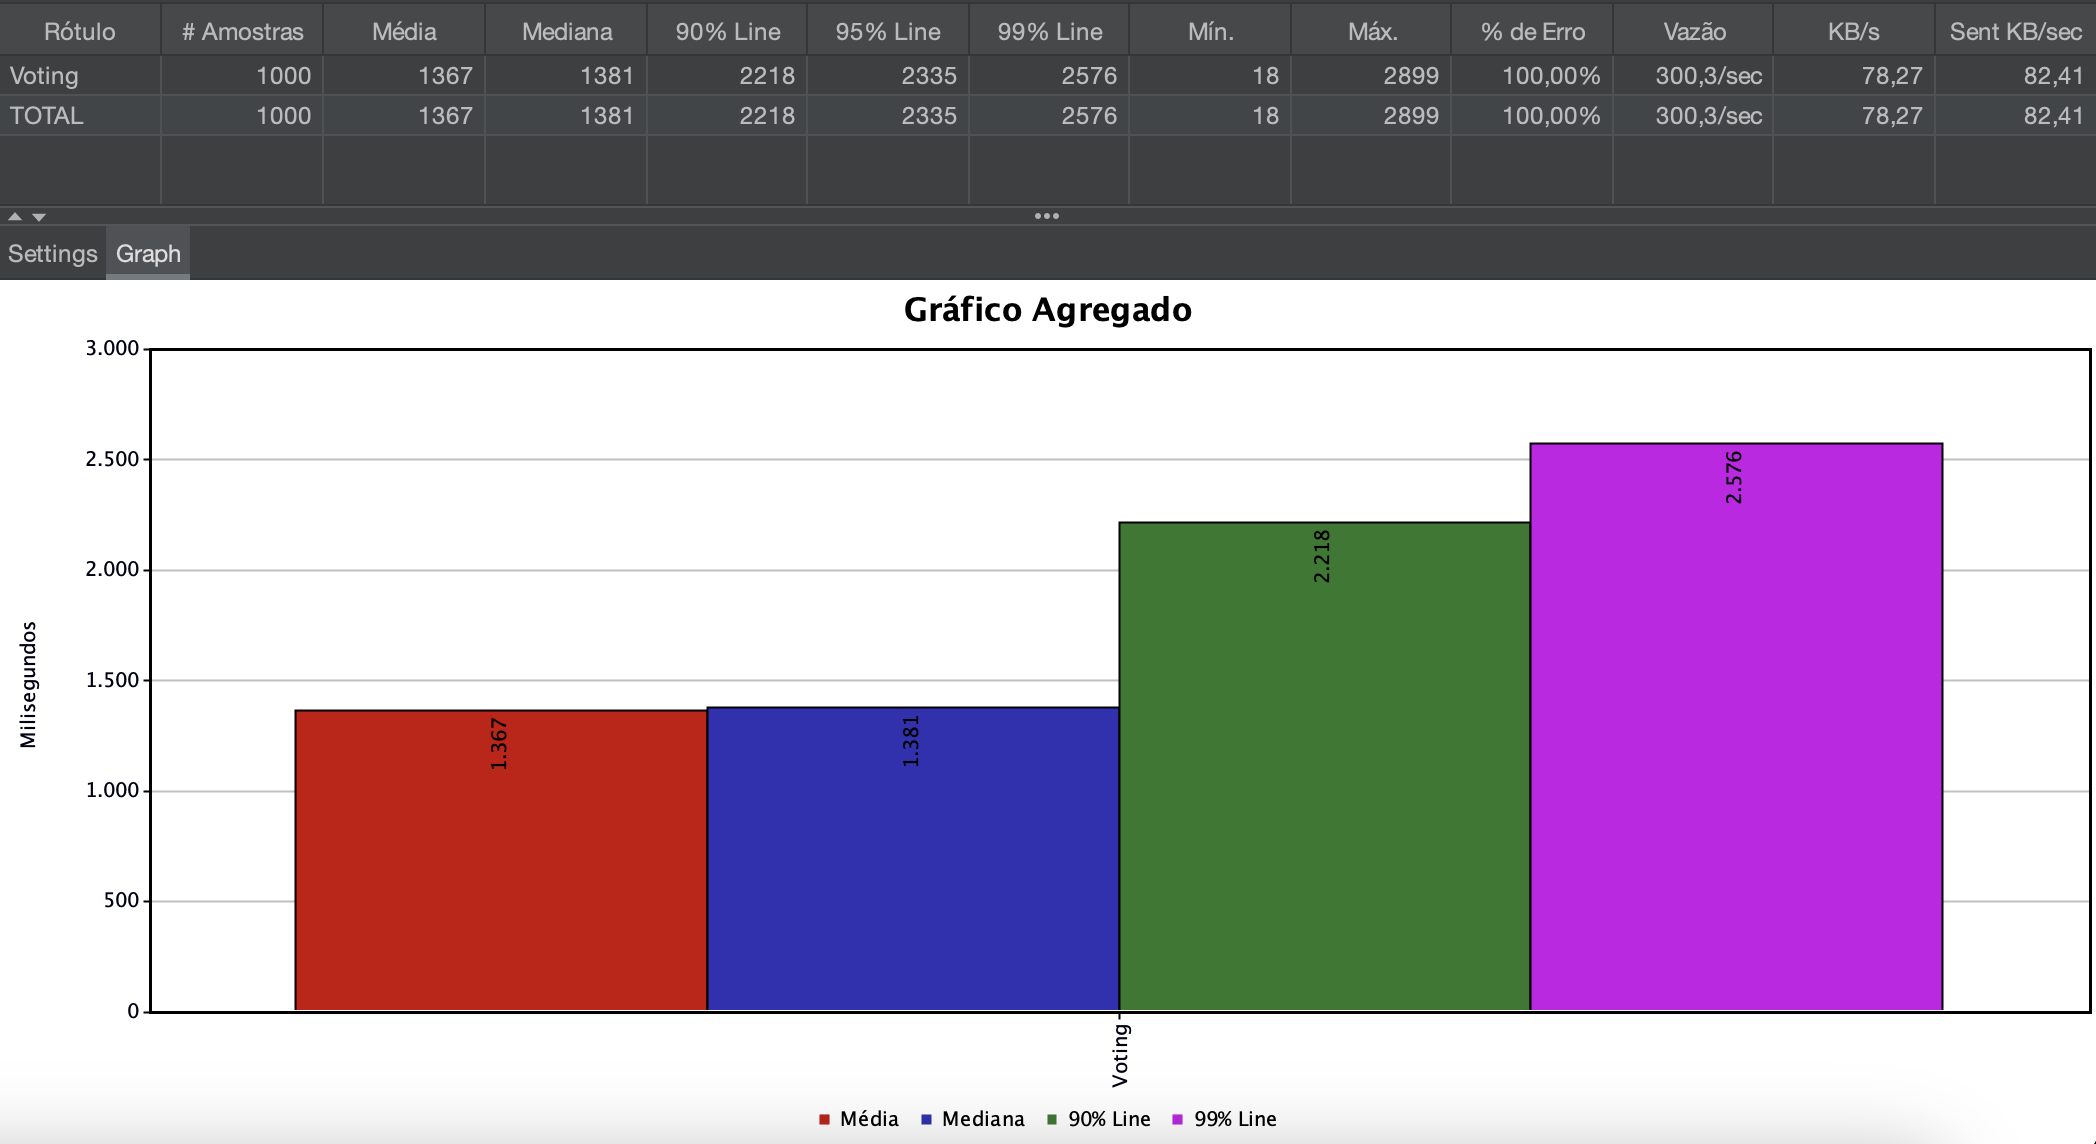 Rótulo # Amostras Média Mediana 90% Line 95% Line 99% Line Mín. Máx. % de Erro Vazão KB/s Sent KB/sec
Voting 1000 1367 1381 2218 2335 2576 18 2899 100,00% 300,3/sec 78,27 82,41
TOTAL 1000 1367 1381 2218 2335 2576 18 2899 100,00% 300,3/sec 78,27 82,41
Settings Graph
Gráfico Agregado
3.000
2.500
2.000
1.500
1.000
500
0
Milisegundos
1.367
1.381
2.218
2.576
Voting
Média Mediana 90% Line 99% Line